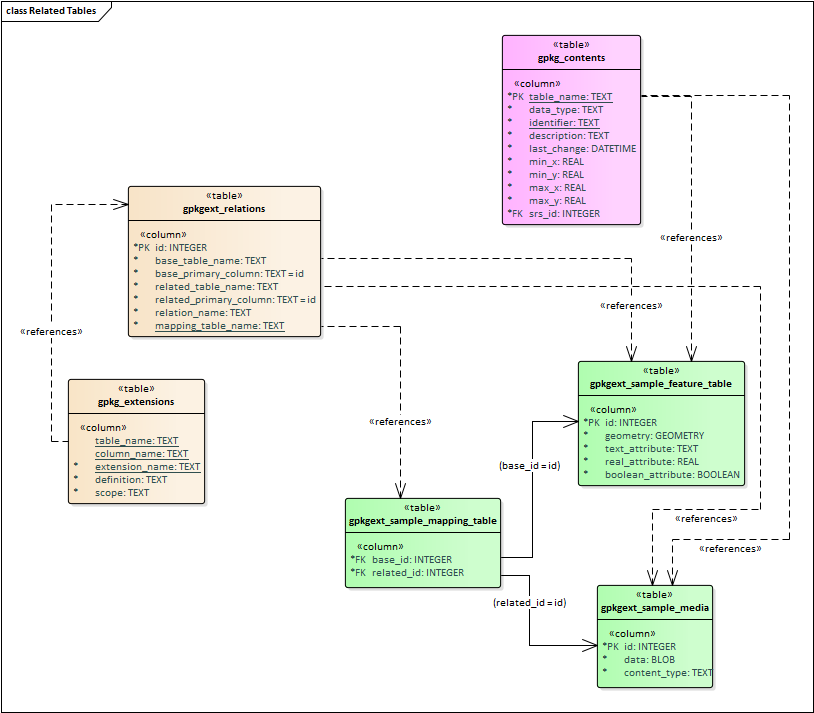 class Related Tables
«table»
gpkg_contents
«column»
*PK table_name: TEXT
* data_type: TEXT
* identifier: TEXT
* description: TEXT
* last_change: DATETIME
* min_x: REAL
* min_y: REAL
* max_x: REAL
* max_y: REAL
*FK srs_id: INTEGER
«table»
gpkgext_relations
«column»
*PK id: INTEGER
* base_table_name: TEXT
* base_primary_column: TEXT = id
* related_table_name: TEXT
* related_primary_column: TEXT = id
* relation_name: TEXT
* mapping_table_name: TEXT
«references»
«references»
«references»
«table»
gpkg_extensions
«column»
table_name: TEXT
column_name: TEXT
* extension_name: TEXT
* definition: TEXT
* scope: TEXT
«references»
«table»
gpkgext_sample_feature_table
«column»
*PK id: INTEGER
* geometry: GEOMETRY
* text_attribute: TEXT
* real_attribute: REAL
* boolean_attribute: BOOLEAN
(base_id = id)
«table»
gpkgext_sample_mapping_table
«column»
*FK base_id: INTEGER
*FK related_id: INTEGER
«references»
«references»
(related_id = id)
«table»
gpkgext_sample_media
«column»
*PK id: INTEGER
* data: BLOB
* content_type: TEXT